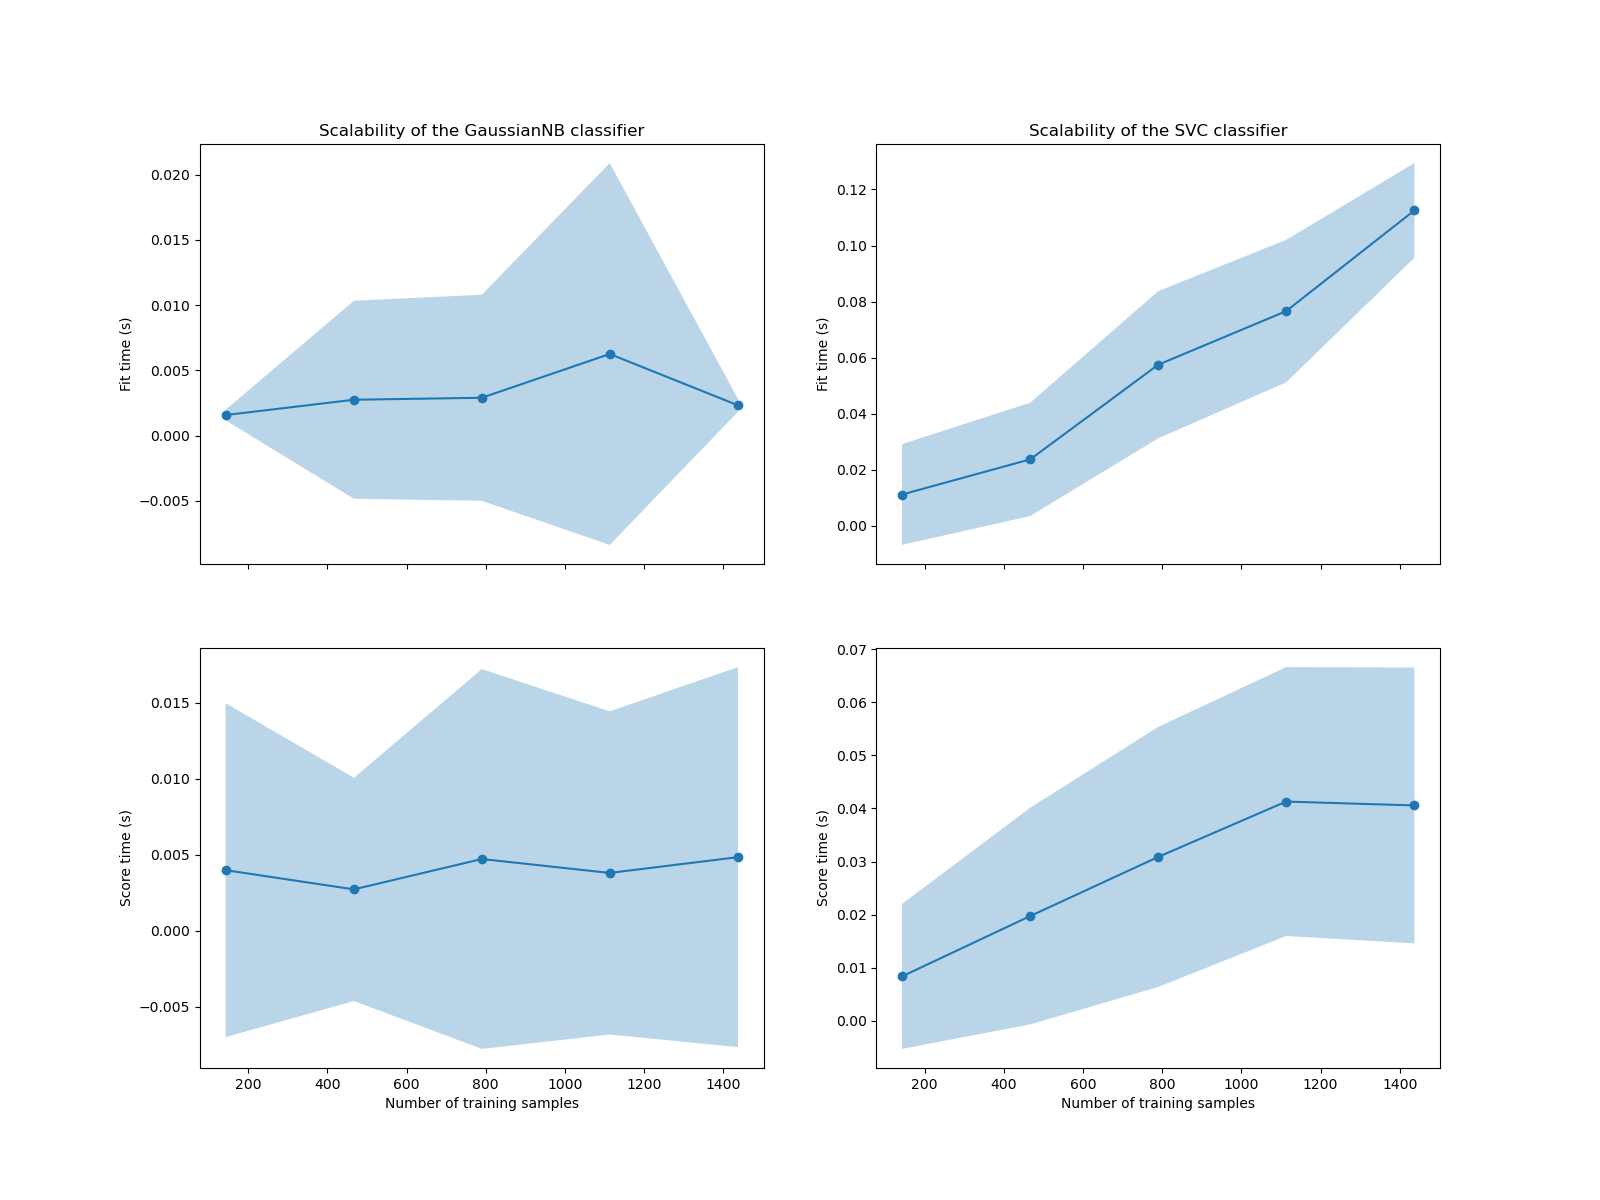 Scalability of the GaussianNB classifier
Scalability of the SVC classifier
0.020
0.015
0.010
0.005
0.000
−0.005
Fit time (s)
0.12
0.10
0.08
0.06
0.04
0.02
0.00
Fit time (s)
0.015
0.010
0.005
0.000
−0.005
Score time (s)
200 400 600 800 1000 1200 1400
Number of training samples
0.07
0.06
0.05
0.04
0.03
0.02
0.01
0.00
Score time (s)
200 400 600 800 1000 1200 1400
Number of training samples